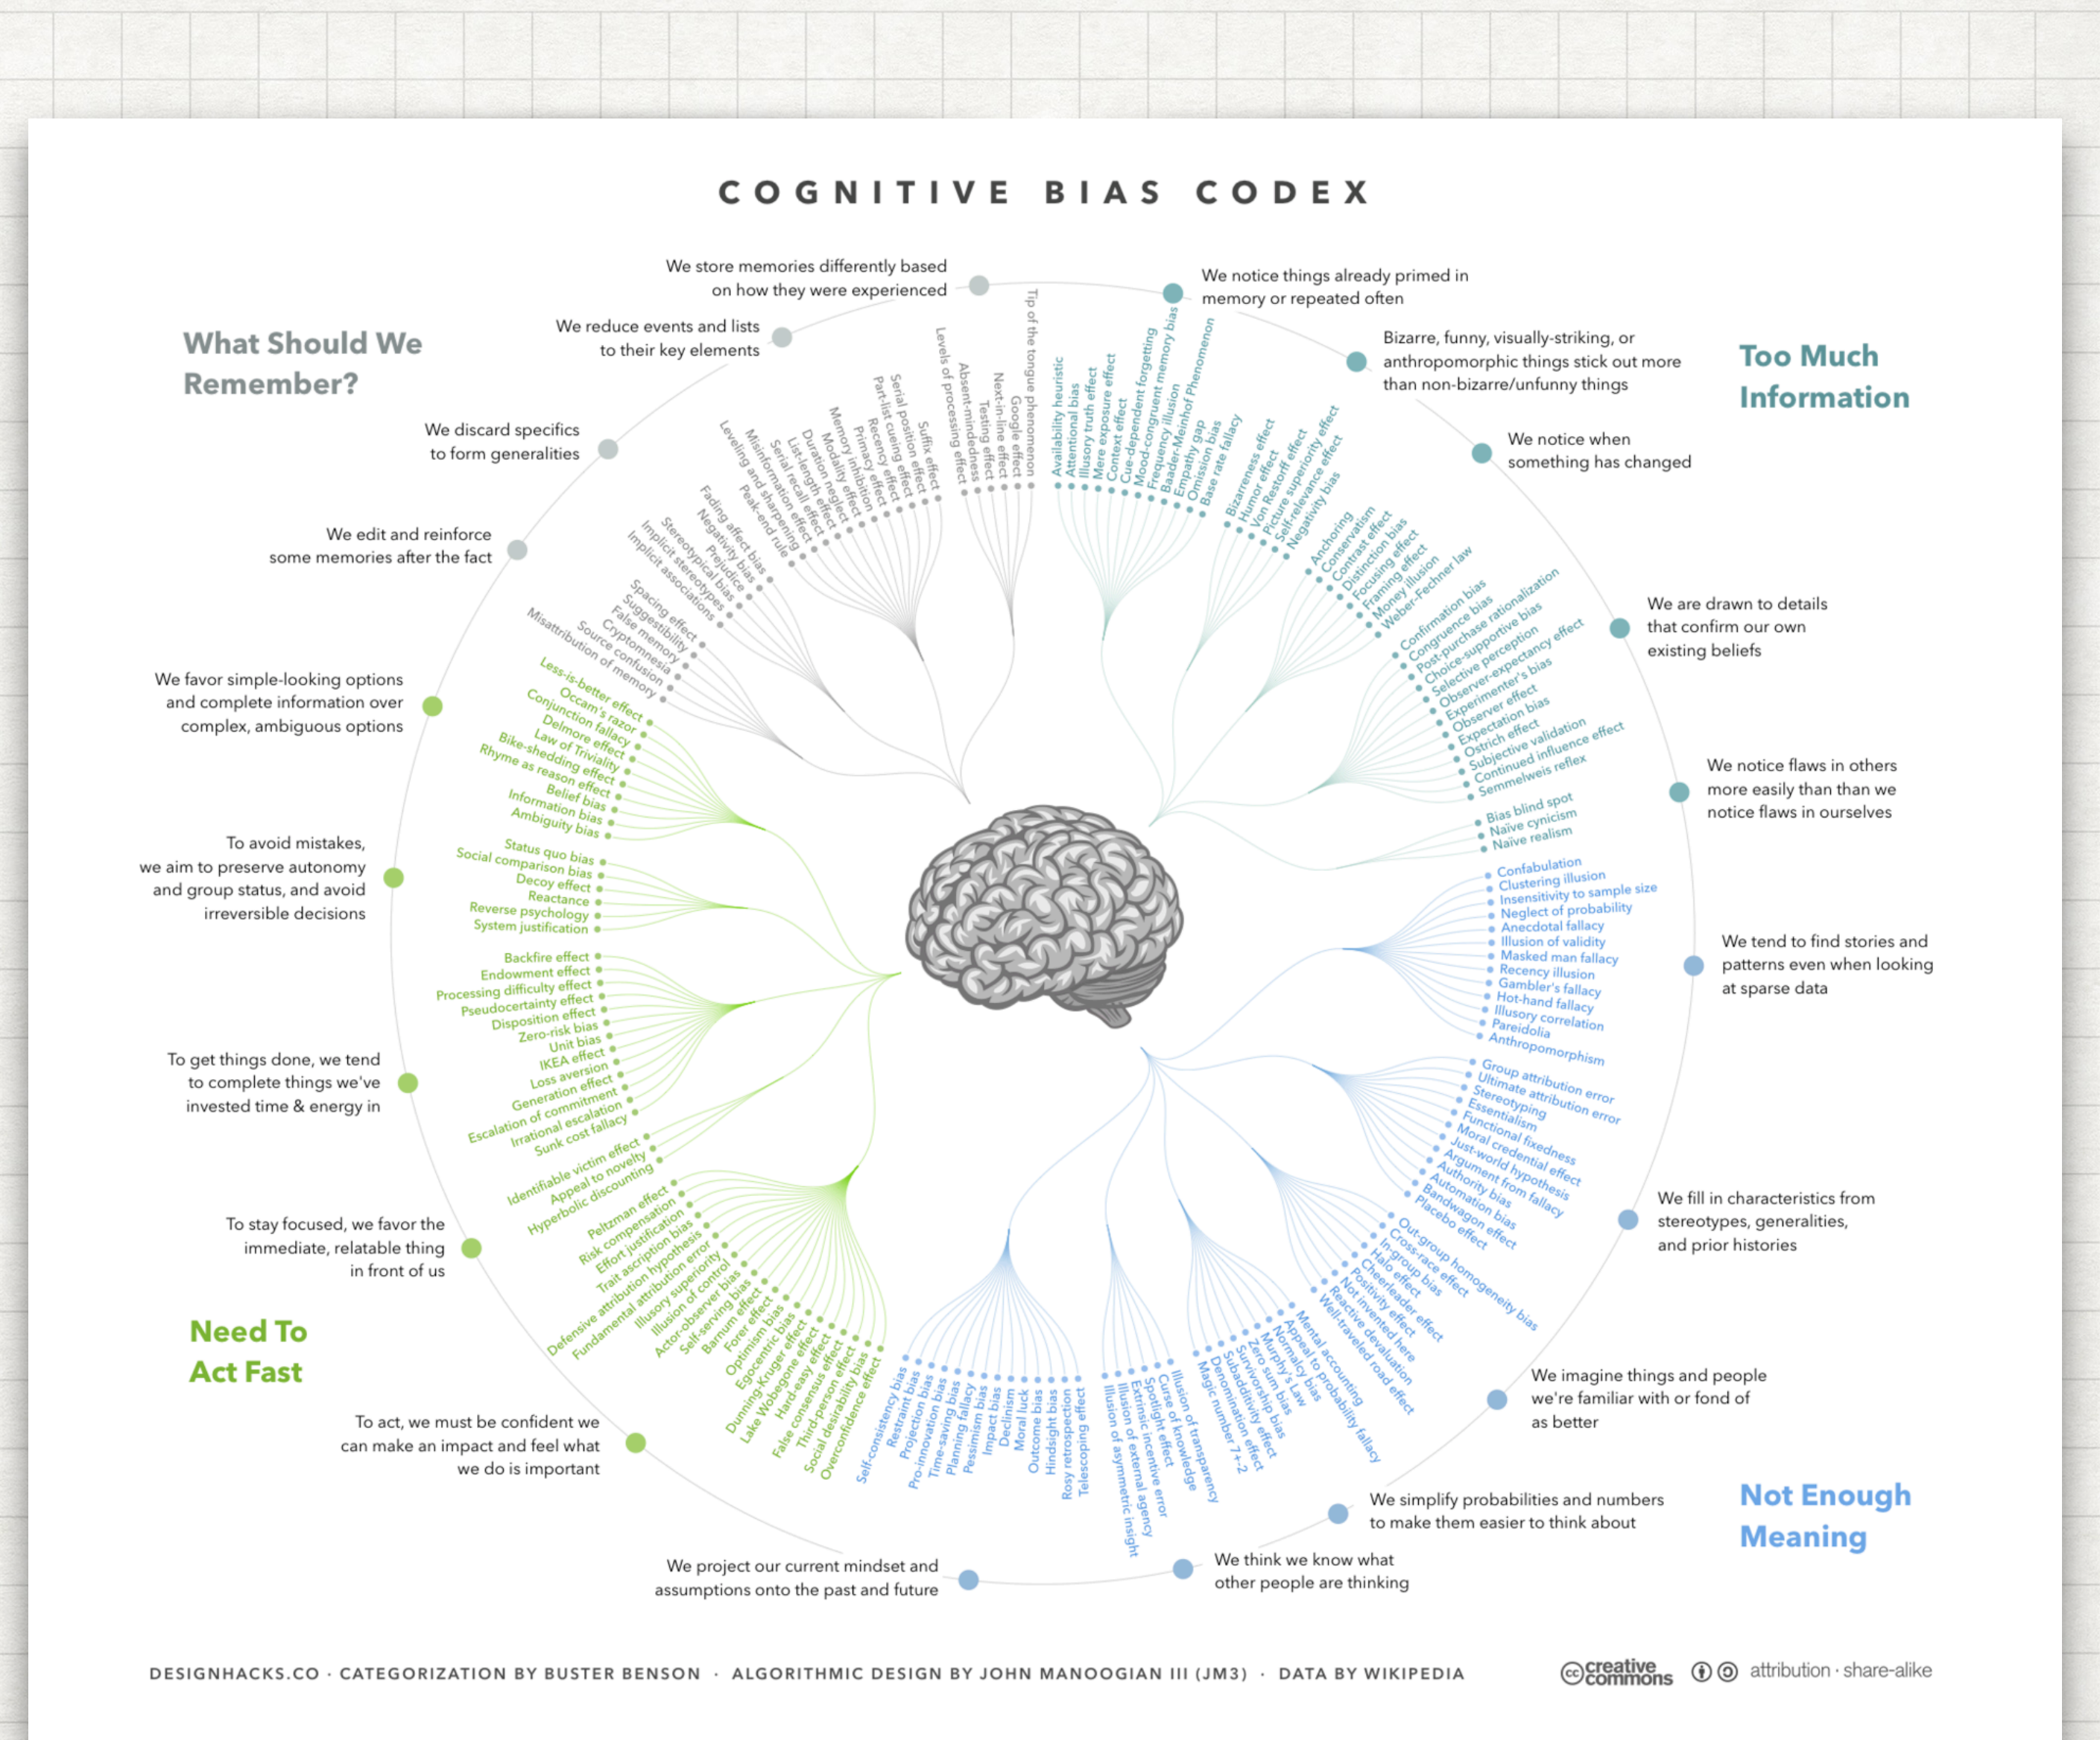 COGNITIVE BIAS CODEX
We store memories differently based
on how they were experienced
We reduce events and lists
to their key elements
What Should We
Remember?
We discard specifics
to form generalities
We edit and reinforce
some memories after the fact
We favor simple-looking options
and complete information over
complex, ambiguous options
To avoid mistakes,
we aim to preserve autonomy
and group status, and avoid
irreversible decisions
To get things done, we tend
to complete things we've
invested time & energy in
To stay focused, we favor the
immediate, relatable thing
in front of us
Need To
Act Fast
To act, we must be confident we
can make an impact and feel what
we do is important
We project our current mindset and
assumptions onto the past and future
We notice things already primed in
memory or repeated often
Bizarre, funny, visually-striking, or
anthropomorphic things stick out more
than non-bizarre/unfunny things
Too Much
Information
We notice when
something has changed
We are drawn to details
that confirm our own
existing beliefs
We notice flaws in others
more easily than than we
notice flaws in ourselves
We tend to find stories and
patterns even when looking
at sparse data
We fill in characteristics from
stereotypes, generalities,
and prior histories
We imagine things and people
we're familiar with or fond of
as better
We simplify probabilities and numbers
to make them easier to think about
Not Enough
Meaning
We think we know what
other people are thinking
Availability heuristic
Attentional bias
Illusory truth effect
Mere exposure effect
Context effect
Cue-dependent forgetting
Mood-congruent memory bias
Frequency illusion
Baader-Meinhof Phenomenon
Empathy gap
Omission bias
Base rate fallacy
Bizarreness effect
Humor effect
Von Restorff effect
Picture superiority effect
Self-relevance effect
Negativity bias
Anchoring
Conservatism
Contrast effect
Distinction bias
Focusing effect
Framing effect
Money illusion
Weber-Fechner law
Confirmation bias
Congruence bias
Post-purchase rationalization
Choice-supportive bias
Selective perception
Observer-expectancy effect
Experimenter's bias
Observer effect
Expectation bias
Ostrich effect
Subjective validation
Continued influence effect
Semmelweis reflex
Bias blind spot
Naïve cynicism
Naïve realism
Confabulation
Clustering illusion
Insensitivity to sample size
Neglect of probability
Anecdotal fallacy
Illusion of validity
Masked man fallacy
Recency illusion
Gambler's fallacy
Hot-hand fallacy
Illusory correlation
Pareidolia
Anthropomorphism
Group attribution error
Ultimate attribution error
Stereotyping
Essentialism
Functional fixedness
Moral credential effect
Just-world hypothesis
Argument from fallacy
Authority bias
Automation bias
Bandwagon effect
Placebo effect
Out-group homogeneity bias
Cross-race effect
In-group bias
Halo effect
Cheerleader effect
Positivity effect
Not invented here
Reactive devaluation
Well-traveled road effect
Mental accounting
Appeal to probability fallacy
Normalcy bias
Murphy's Law
Zero sum bias
Survivorship bias
Subadditivity effect
Denomination effect
Magic number 7+-2
Illusion of transparency
Curse of knowledge
Spotlight effect
Extrinsic incentive error
Illusion of external agency
Illusion of asymmetric insight
Telescoping effect
Rosy retrospection
Hindsight bias
Outcome bias
Moral luck
Declinism
Impact bias
Pessimism bias
Planning fallacy
Time-saving bias
Pro-innovation bias
Projection bias
Restraint bias
Self-consistency bias
Overconfidence effect
Social desirability bias
Third-person effect
False consensus effect
Hard-easy effect
Lake Wobegone effect
Dunning-Kruger effect
Egocentric bias
Optimism bias
Forer effect
Barnum effect
Self-serving bias
Actor-observer bias
Illusion of control
Illusory superiority
Fundamental attribution error
Defensive attribution hypothesis
Trait ascription bias
Effort justification
Risk compensation
Peltzman effect
Hyperbolic discounting
Appeal to novelty
Identifiable victim effect
Sunk cost fallacy
Irrational escalation
Escalation of commitment
Generation effect
Loss aversion
IKEA effect
Unit bias
Zero-risk bias
Disposition effect
Pseudocertainty effect
Processing difficulty effect
Endowment effect
Backfire effect
System justification
Reverse psychology
Reactance
Decoy effect
Social comparison bias
Status quo bias
Ambiguity bias
Information bias
Belief bias
Rhyme as reason effect
Bike-shedding effect
Law of Triviality
Delmore effect
Conjunction fallacy
Occam's razor
Less-is-better effect
Misattribution of memory
Source confusion
Cryptomnesia
False memory
Suggestibility
Spacing effect
Implicit associations
Implicit stereotypes
Stereotypical bias
Prejudice
Negativity bias
Fading affect bias
Peak-end rule
Leveling and sharpening
Misinformation effect
Serial recall effect
List-length effect
Duration neglect
Modality effect
Memory inhibition
Primacy effect
Recency effect
Part-list cueing effect
Serial position effect
Suffix effect
Levels of processing effect
Absent-mindedness
Testing effect
Next-in-line effect
Google effect
Tip of the tongue phenomenon
DESIGNHACKS.CO · CATEGORIZATION BY BUSTER BENSON · ALGORITHMIC DESIGN BY JOHN MANOOGIAN III (JM3) · DATA BY WIKIPEDIA
cc creative commons attribution · share-alike